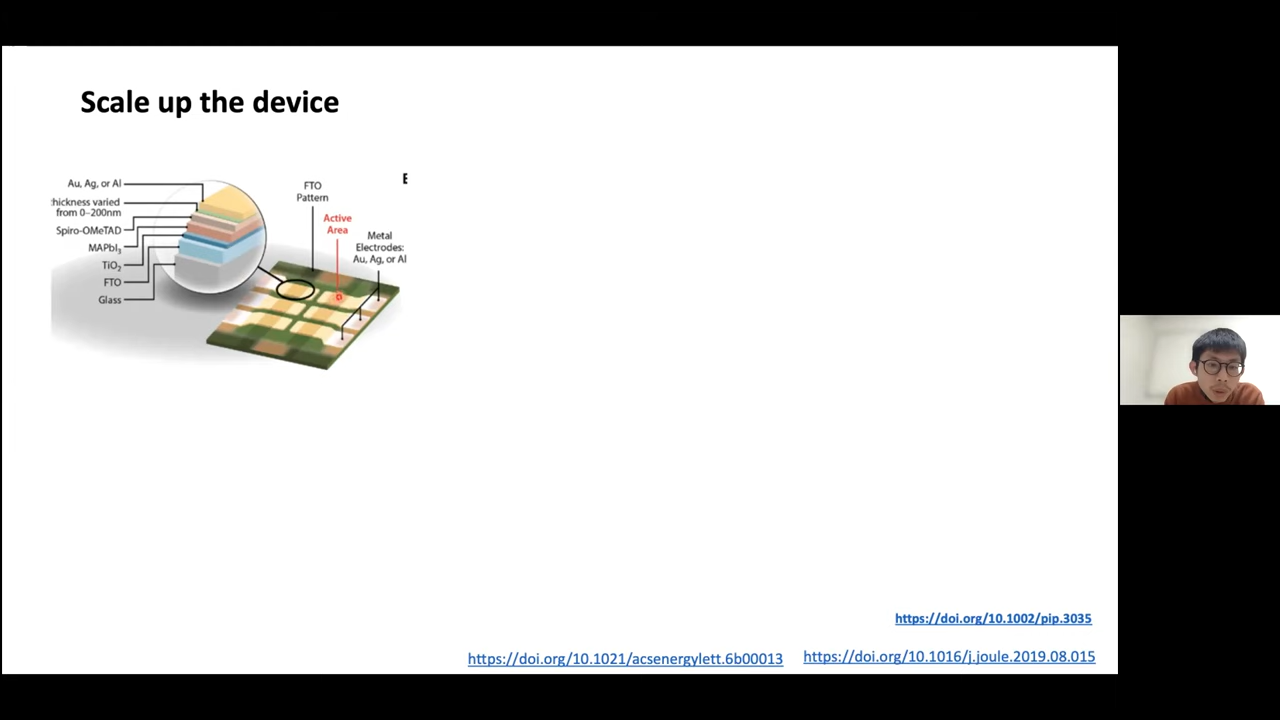 Scale up the device
Au, Ag, or Al
thickness varied
from 0–200nm
Spiro-OMeTAD
MAPbI₃
TiO₂
FTO
Glass
FTO
Pattern
Active
Area
Metal
Electrodes:
Au, Ag, or Al
E
https://doi.org/10.1002/pip.3035
https://doi.org/10.1021/acsenergylett.6b00013
https://doi.org/10.1016/j.joule.2019.08.015